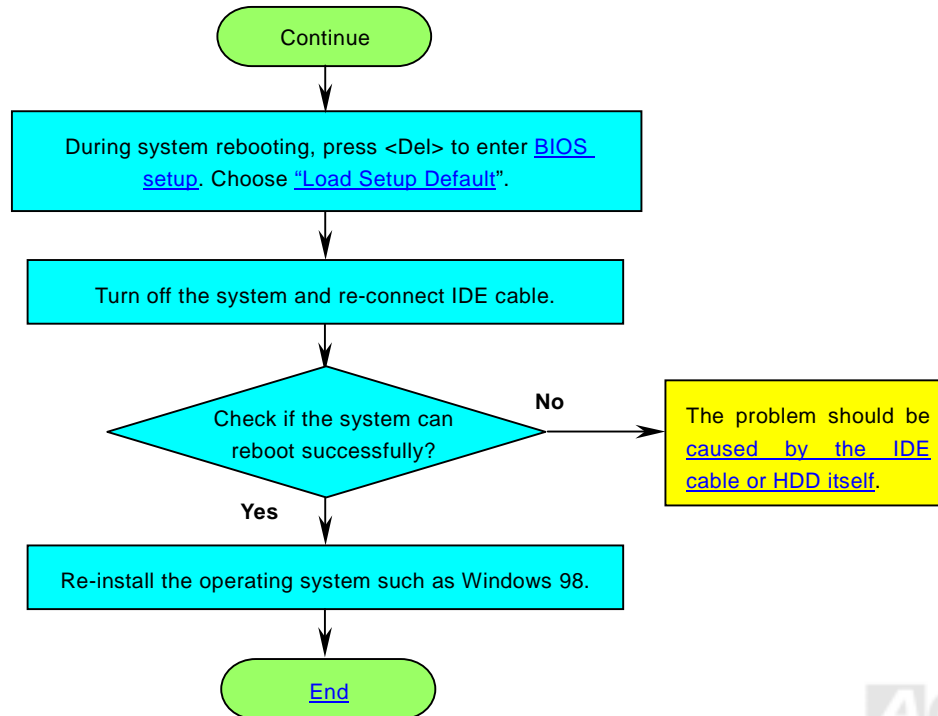 Continue
During system rebooting, press <Del> to enter BIOS
setup. Choose “Load Setup Default”.
Turn off the system and re-connect IDE cable.
Check if the system can
reboot successfully?
No
The problem should be
caused by the IDE
cable or HDD itself.
Yes
Re-install the operating system such as Windows 98.
End